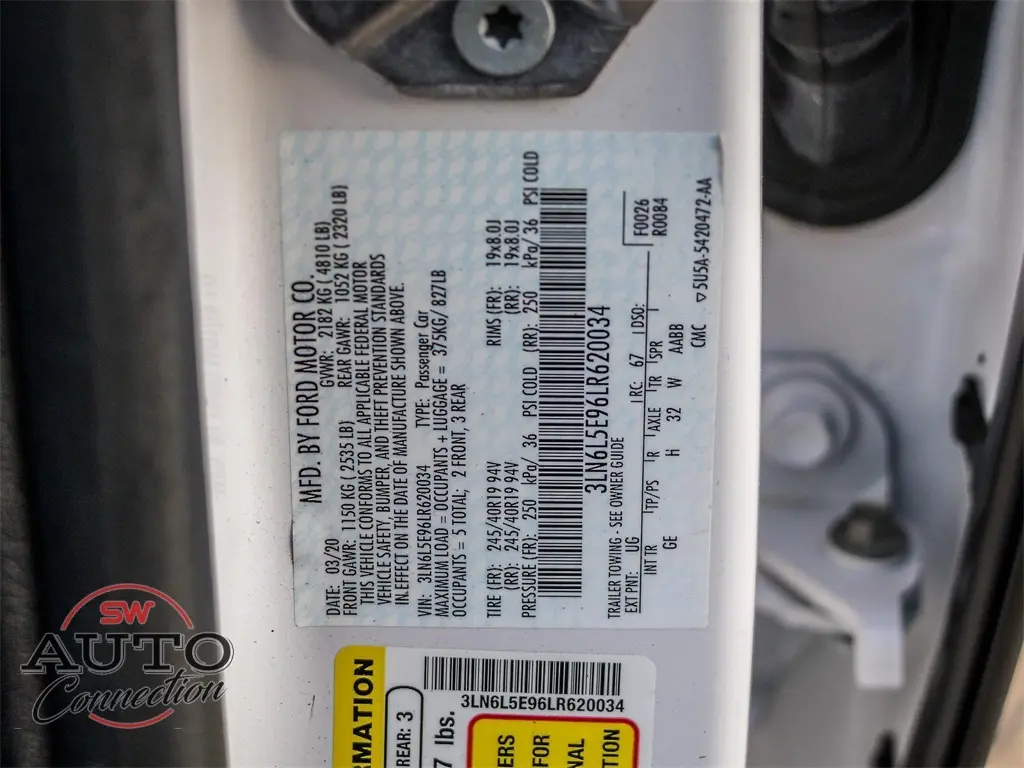 MFD. BY FORD MOTOR CO.
DATE: 03/20 GVWR: 2182 KG ( 4810 LB)
FRONT GAWR: 1150 KG ( 2535 LB) REAR GAWR: 1052 KG ( 2320 LB)
THIS VEHICLE CONFORMS TO ALL APPLICABLE FEDERAL MOTOR
VEHICLE SAFETY, BUMPER, AND THEFT PREVENTION STANDARDS
IN EFFECT ON THE DATE OF MANUFACTURE SHOWN ABOVE.
VIN: 3LN6L5E96LR620034 TYPE: Passenger Car
MAXIMUM LOAD = OCCUPANTS + LUGGAGE = 375KG/ 827LB
OCCUPANTS = 5 TOTAL; 2 FRONT, 3 REAR
TIRE (FR): 245/40R19 94V RIMS (FR): 19x8.0J
(RR): 245/40R19 94V (RR): 19x8.0J
PRESSURE (FR): 250 kPa/ 36 PSI COLD (RR): 250 kPa/ 36 PSI COLD
3LN6L5E96LR620034
F0026
R0084
TRAILER TOWING - SEE OWNER GUIDE
EXT PNT: UG RC: 67 DSO:
INT TR TP/PS R AXLE TR SPR
GE H 32 W AABB
CMC
▽5U5A-5420472-AA
RMATION
REAR: 3
7 lbs.
3LN6L5E96LR620034
ERS
FOR
NAL
TION
SW
AUTO
Connection